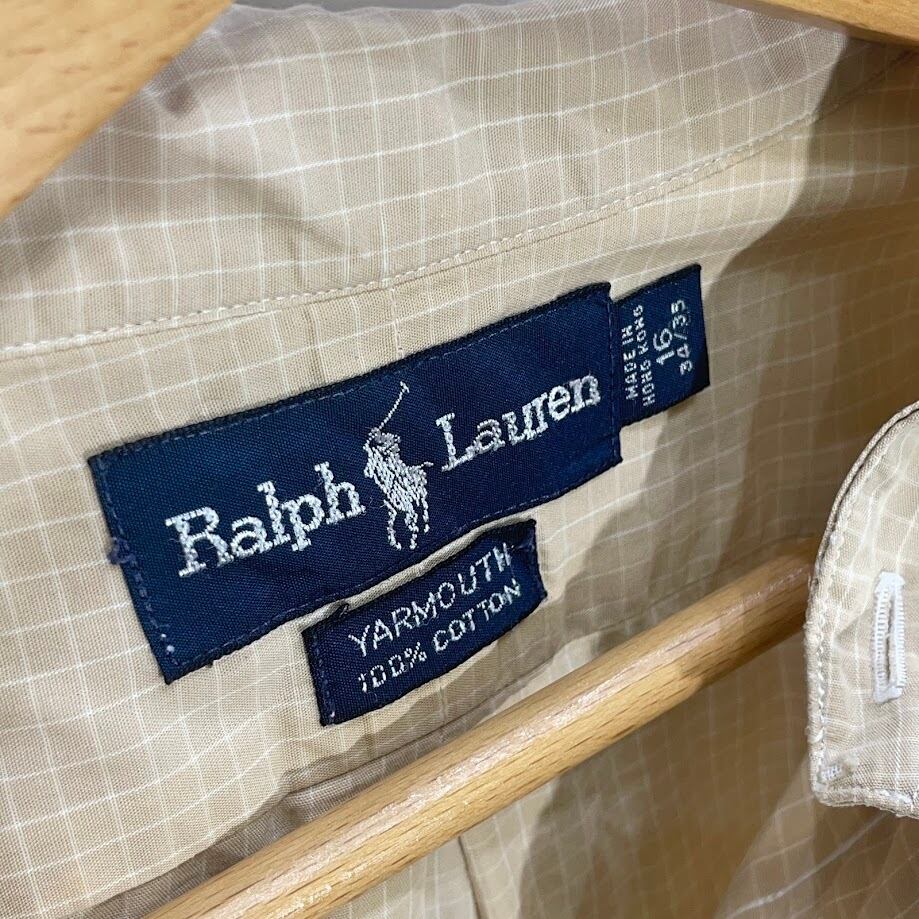 Ralph Lauren
MADE IN
HONG KONG
16
34/35
YARMOUTH
100% COTTON